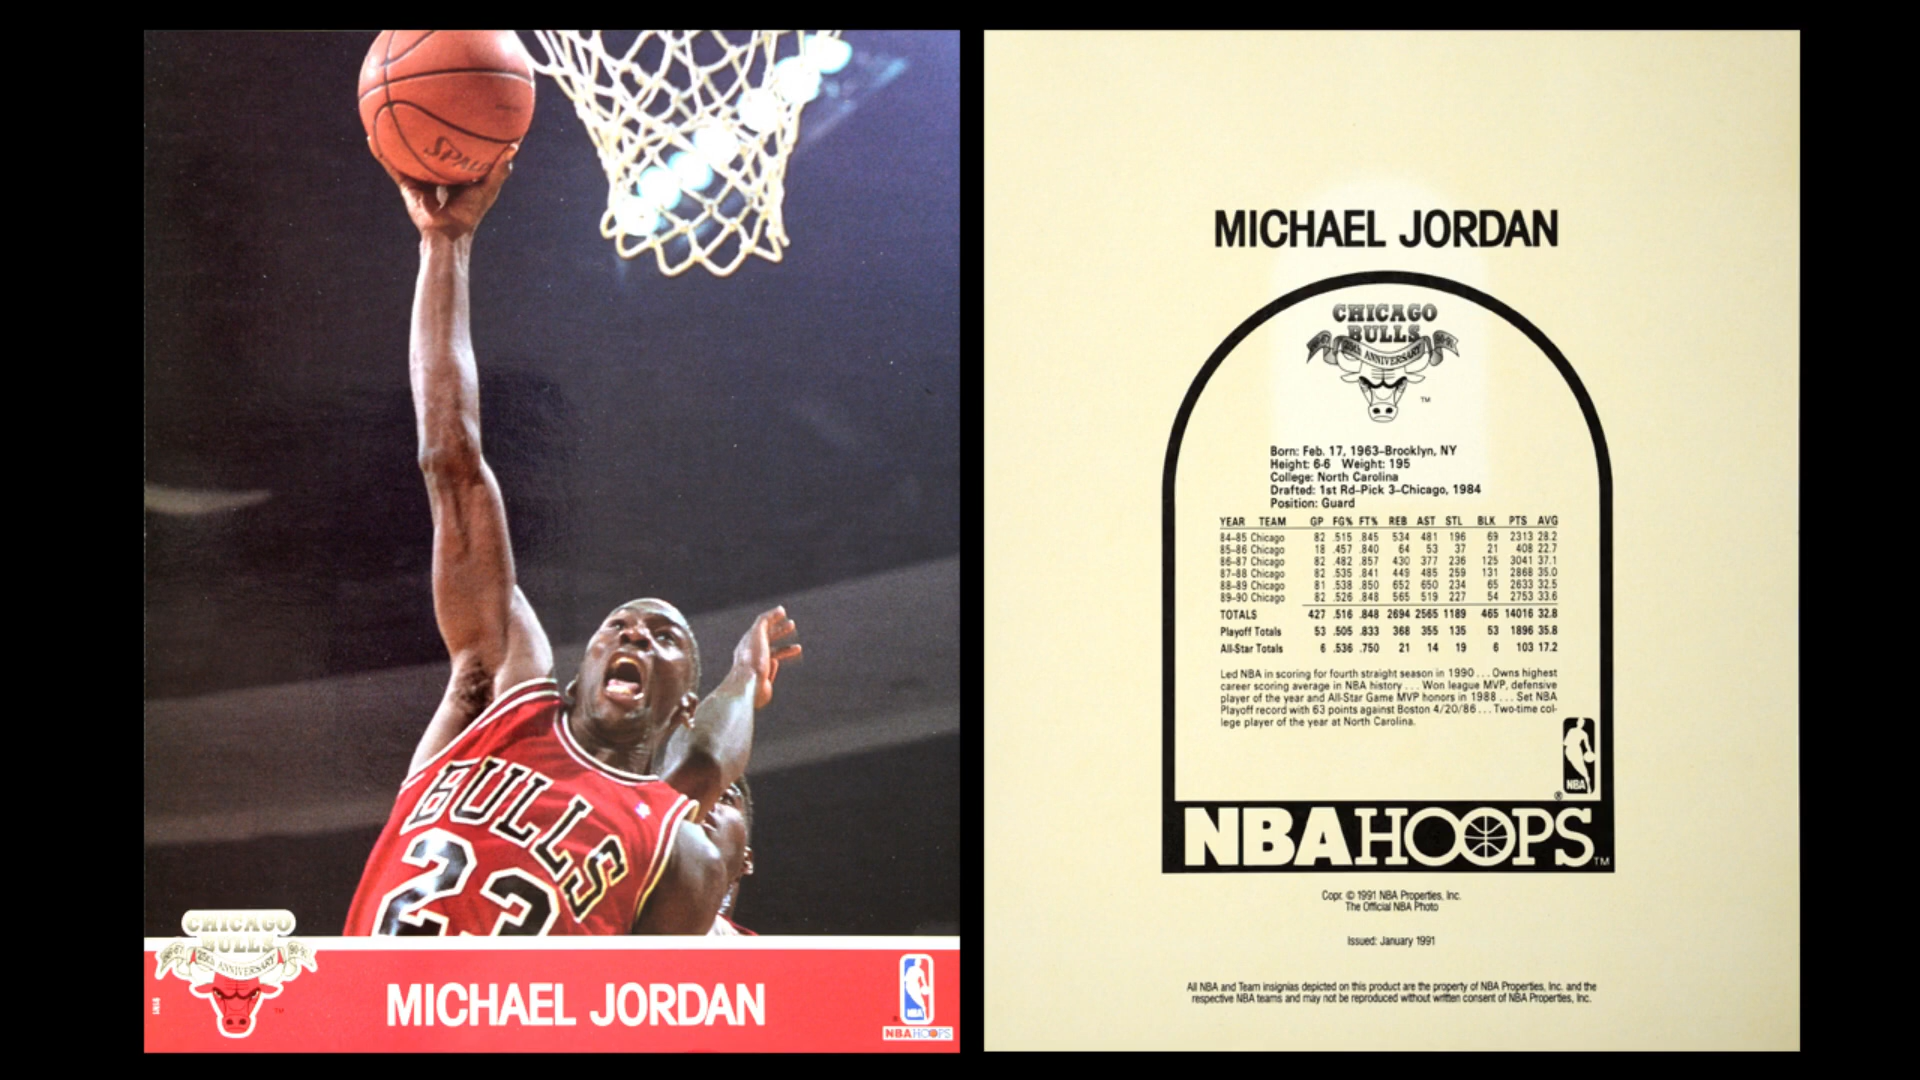 SPAL
BULLS
23
CHICAGO
BULLS
25th ANNIVERSARY
TM
MICHAEL JORDAN
NBA
NBAHOOPS
MICHAEL JORDAN
CHICAGO
BULLS
25th ANNIVERSARY
TM
Born: Feb. 17, 1963–Brooklyn, NY
Height: 6-6 Weight: 195
College: North Carolina
Drafted: 1st Rd–Pick 3–Chicago, 1984
Position: Guard
YEAR TEAM GP FG% FT% REB AST STL BLK PTS AVG
84–85 Chicago 82 .515 .845 534 481 196 69 2313 28.2
85–86 Chicago 18 .457 .840 64 53 37 21 408 22.7
86–87 Chicago 82 .482 .857 430 377 236 125 3041 37.1
87–88 Chicago 82 .535 .841 449 485 259 131 2868 35.0
88–89 Chicago 81 .538 .850 652 650 234 65 2633 32.5
89–90 Chicago 82 .526 .848 565 519 227 54 2753 33.6
TOTALS 427 .516 .848 2694 2565 1189 465 14016 32.8
Playoff Totals 53 .505 .833 368 355 135 53 1896 35.8
All-Star Totals 6 .536 .750 21 14 19 6 103 17.2
Led NBA in scoring for fourth straight season in 1990 . . . Owns highest
career scoring average in NBA history . . . Won league MVP, defensive
player of the year and All-Star Game MVP honors in 1988 . . . Set NBA
Playoff record with 63 points against Boston 4/20/86 . . . Two-time col-
lege player of the year at North Carolina.
NBA
®
NBAHOOPS TM
Copr. © 1991 NBA Properties, Inc.
The Official NBA Photo
Issued: January 1991
All NBA and Team insignias depicted on this product are the property of NBA Properties, Inc. and the
respective NBA teams and may not be reproduced without written consent of NBA Properties, Inc.